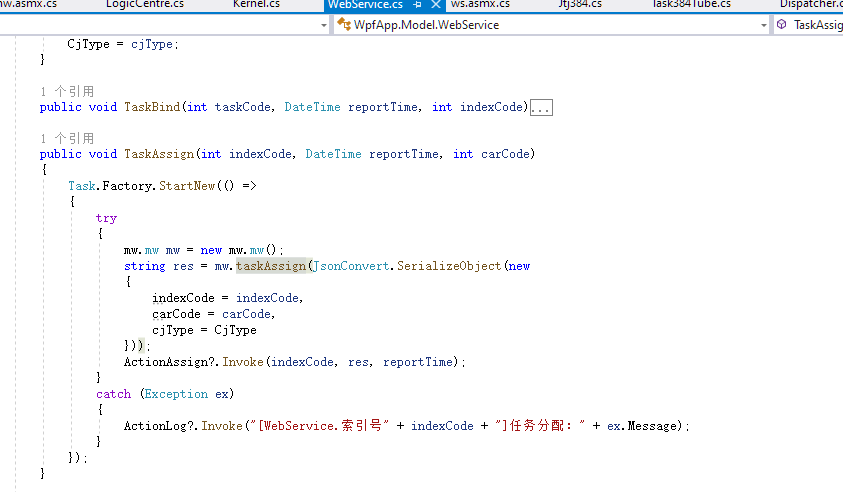 mw.asmx.cs LogicCentre.cs Kernel.cs WebService.cs ws.asmx.cs Jtj384.cs Task384Tube.cs Dispatcher.c
WpfApp.Model.WebService TaskAssig
CjType = cjType;
}
1 个引用
public void TaskBind(int taskCode, DateTime reportTime, int indexCode)...
1 个引用
public void TaskAssign(int indexCode, DateTime reportTime, int carCode)
{
Task.Factory.StartNew(() =>
{
try
{
mw.mw mw = new mw.mw();
string res = mw.taskAssign(JsonConvert.SerializeObject(new
{
indexCode = indexCode,
carCode = carCode,
cjType = CjType
}));
ActionAssign?.Invoke(indexCode, res, reportTime);
}
catch (Exception ex)
{
ActionLog?.Invoke("[WebService.索引号" + indexCode + "]任务分配：" + ex.Message);
}
});
}